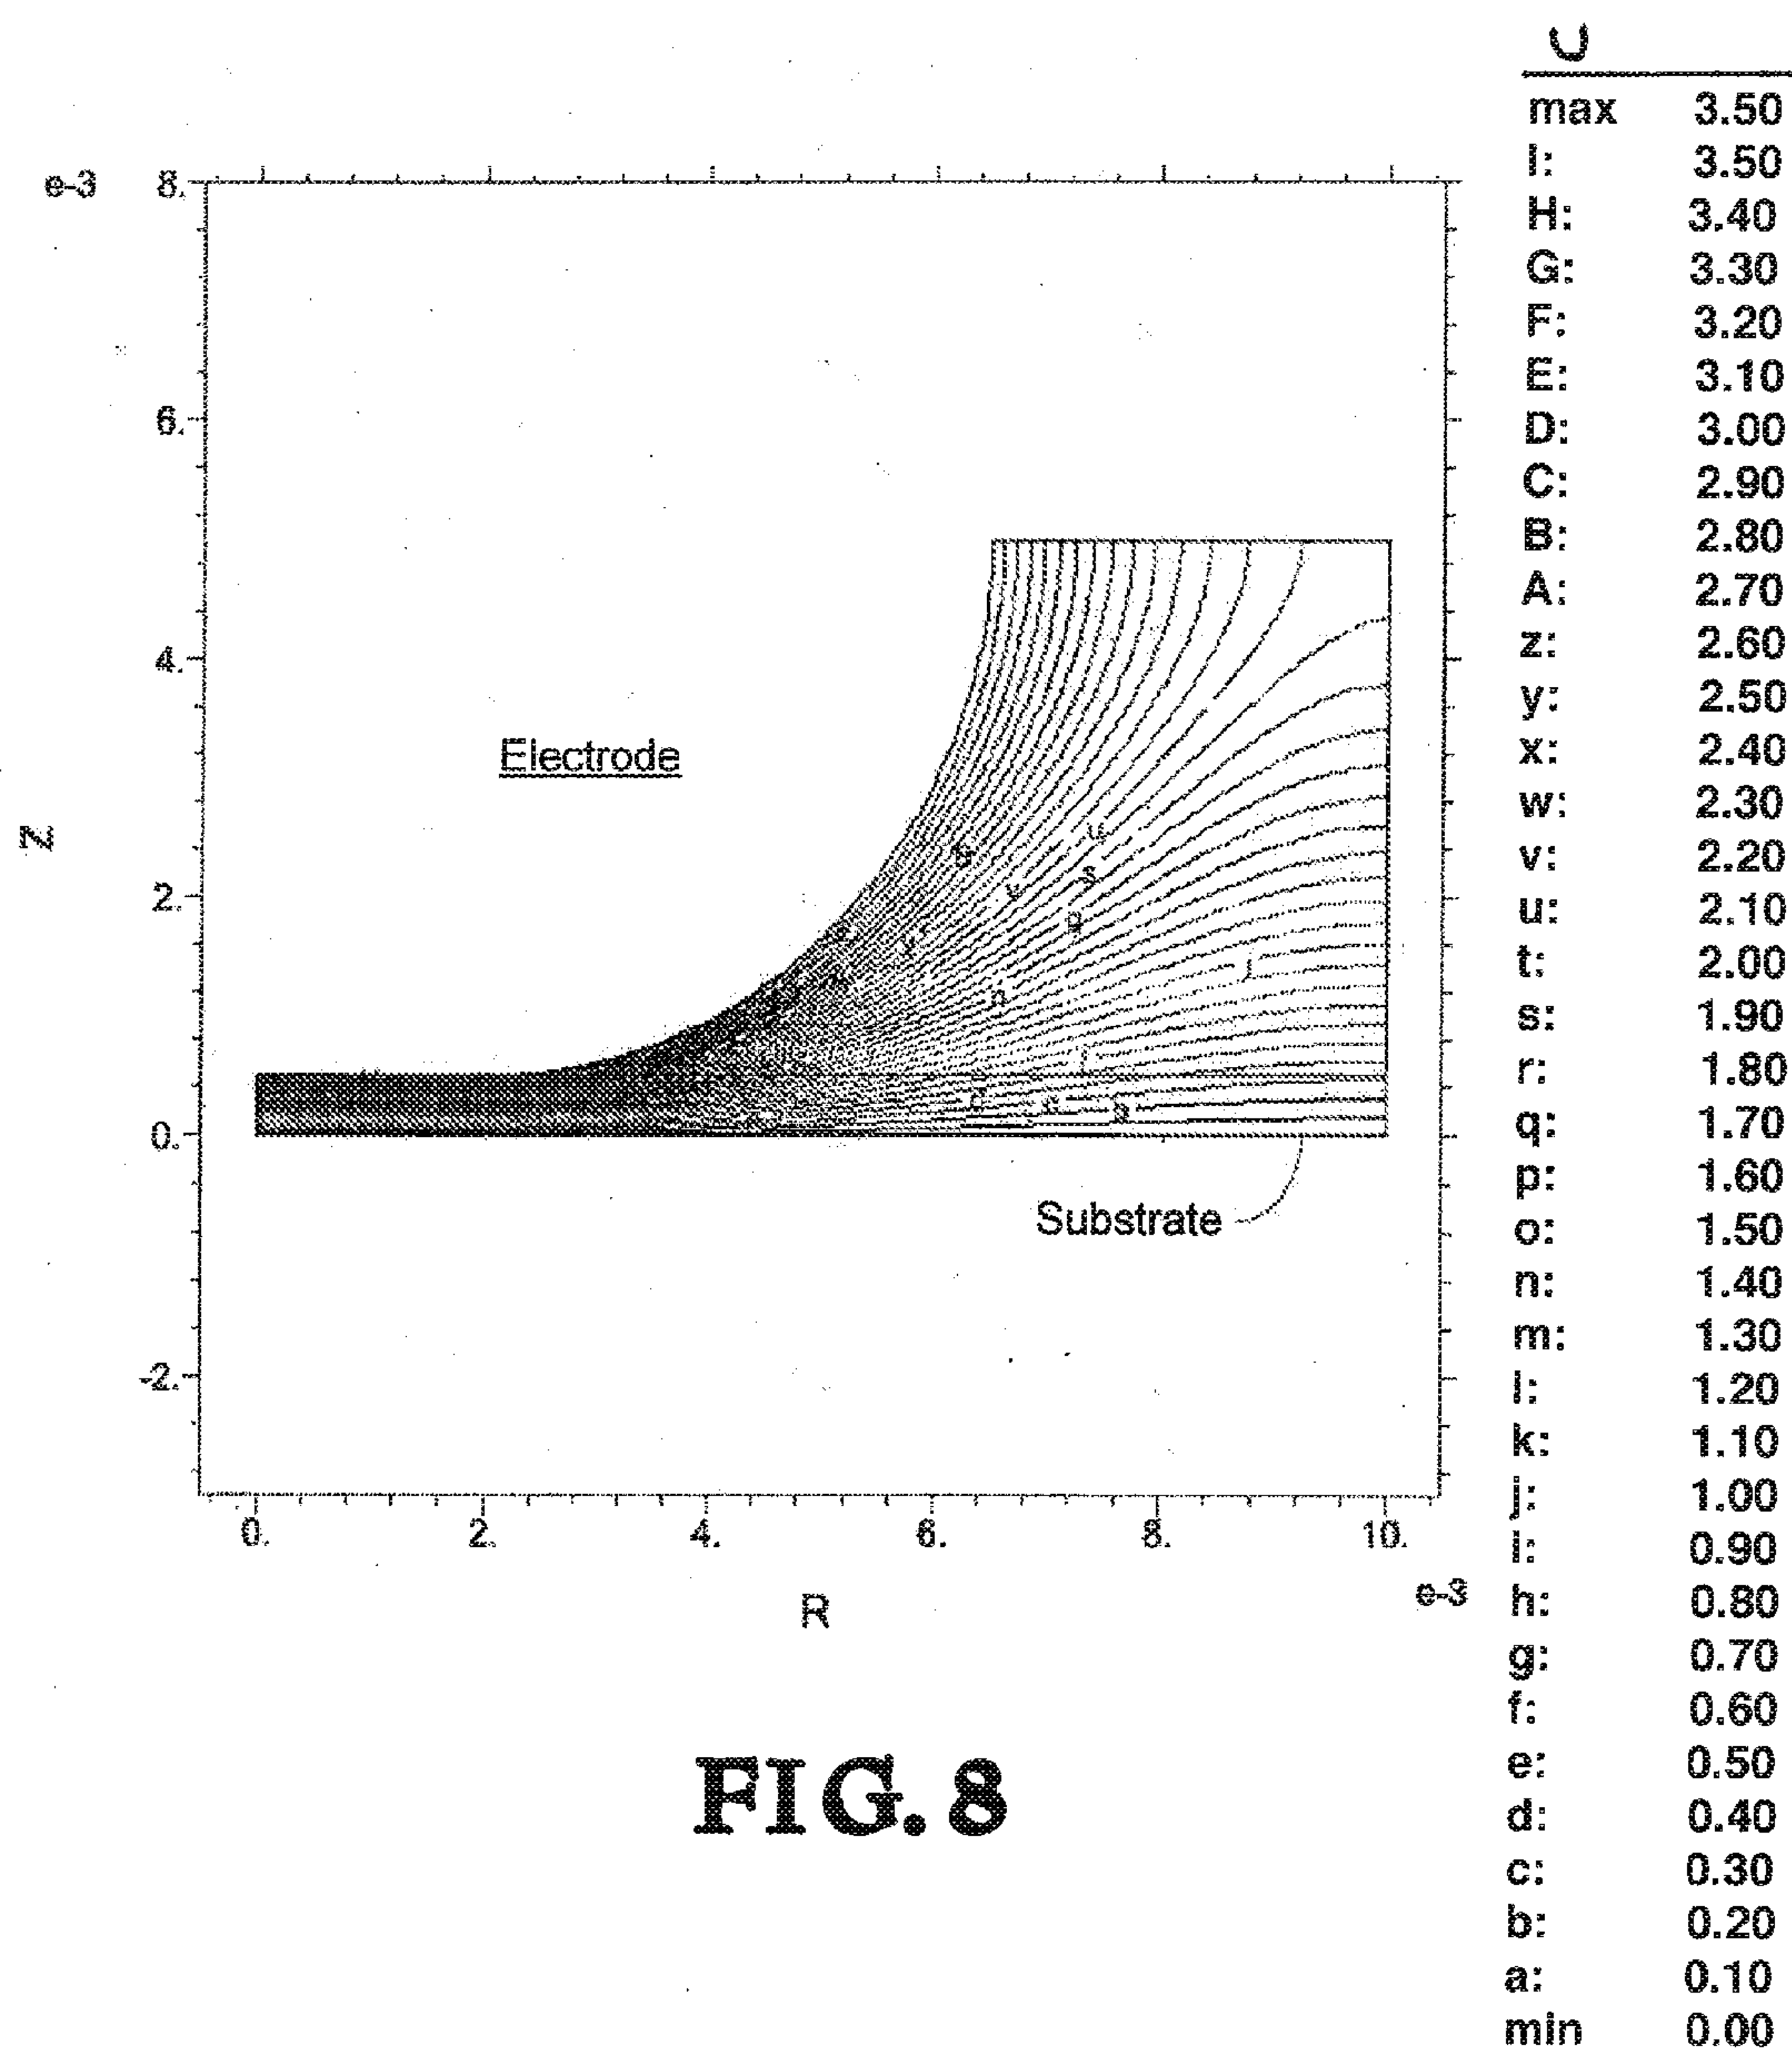 U
max 3.50
I: 3.50
H: 3.40
G: 3.30
F: 3.20
E: 3.10
D: 3.00
C: 2.90
B: 2.80
A: 2.70
z: 2.60
y: 2.50
x: 2.40
w: 2.30
v: 2.20
u: 2.10
t: 2.00
s: 1.90
r: 1.80
q: 1.70
p: 1.60
o: 1.50
n: 1.40
m: 1.30
l: 1.20
k: 1.10
j: 1.00
i: 0.90
h: 0.80
g: 0.70
f: 0.60
e: 0.50
d: 0.40
c: 0.30
b: 0.20
a: 0.10
min 0.00
e-3
8.
6.
4.
2.
0.
-2.
Z
Electrode
u
s
q
n
Substrate
0. 2. 4. 6. 8. 10.
e-3
R
FIG. 8